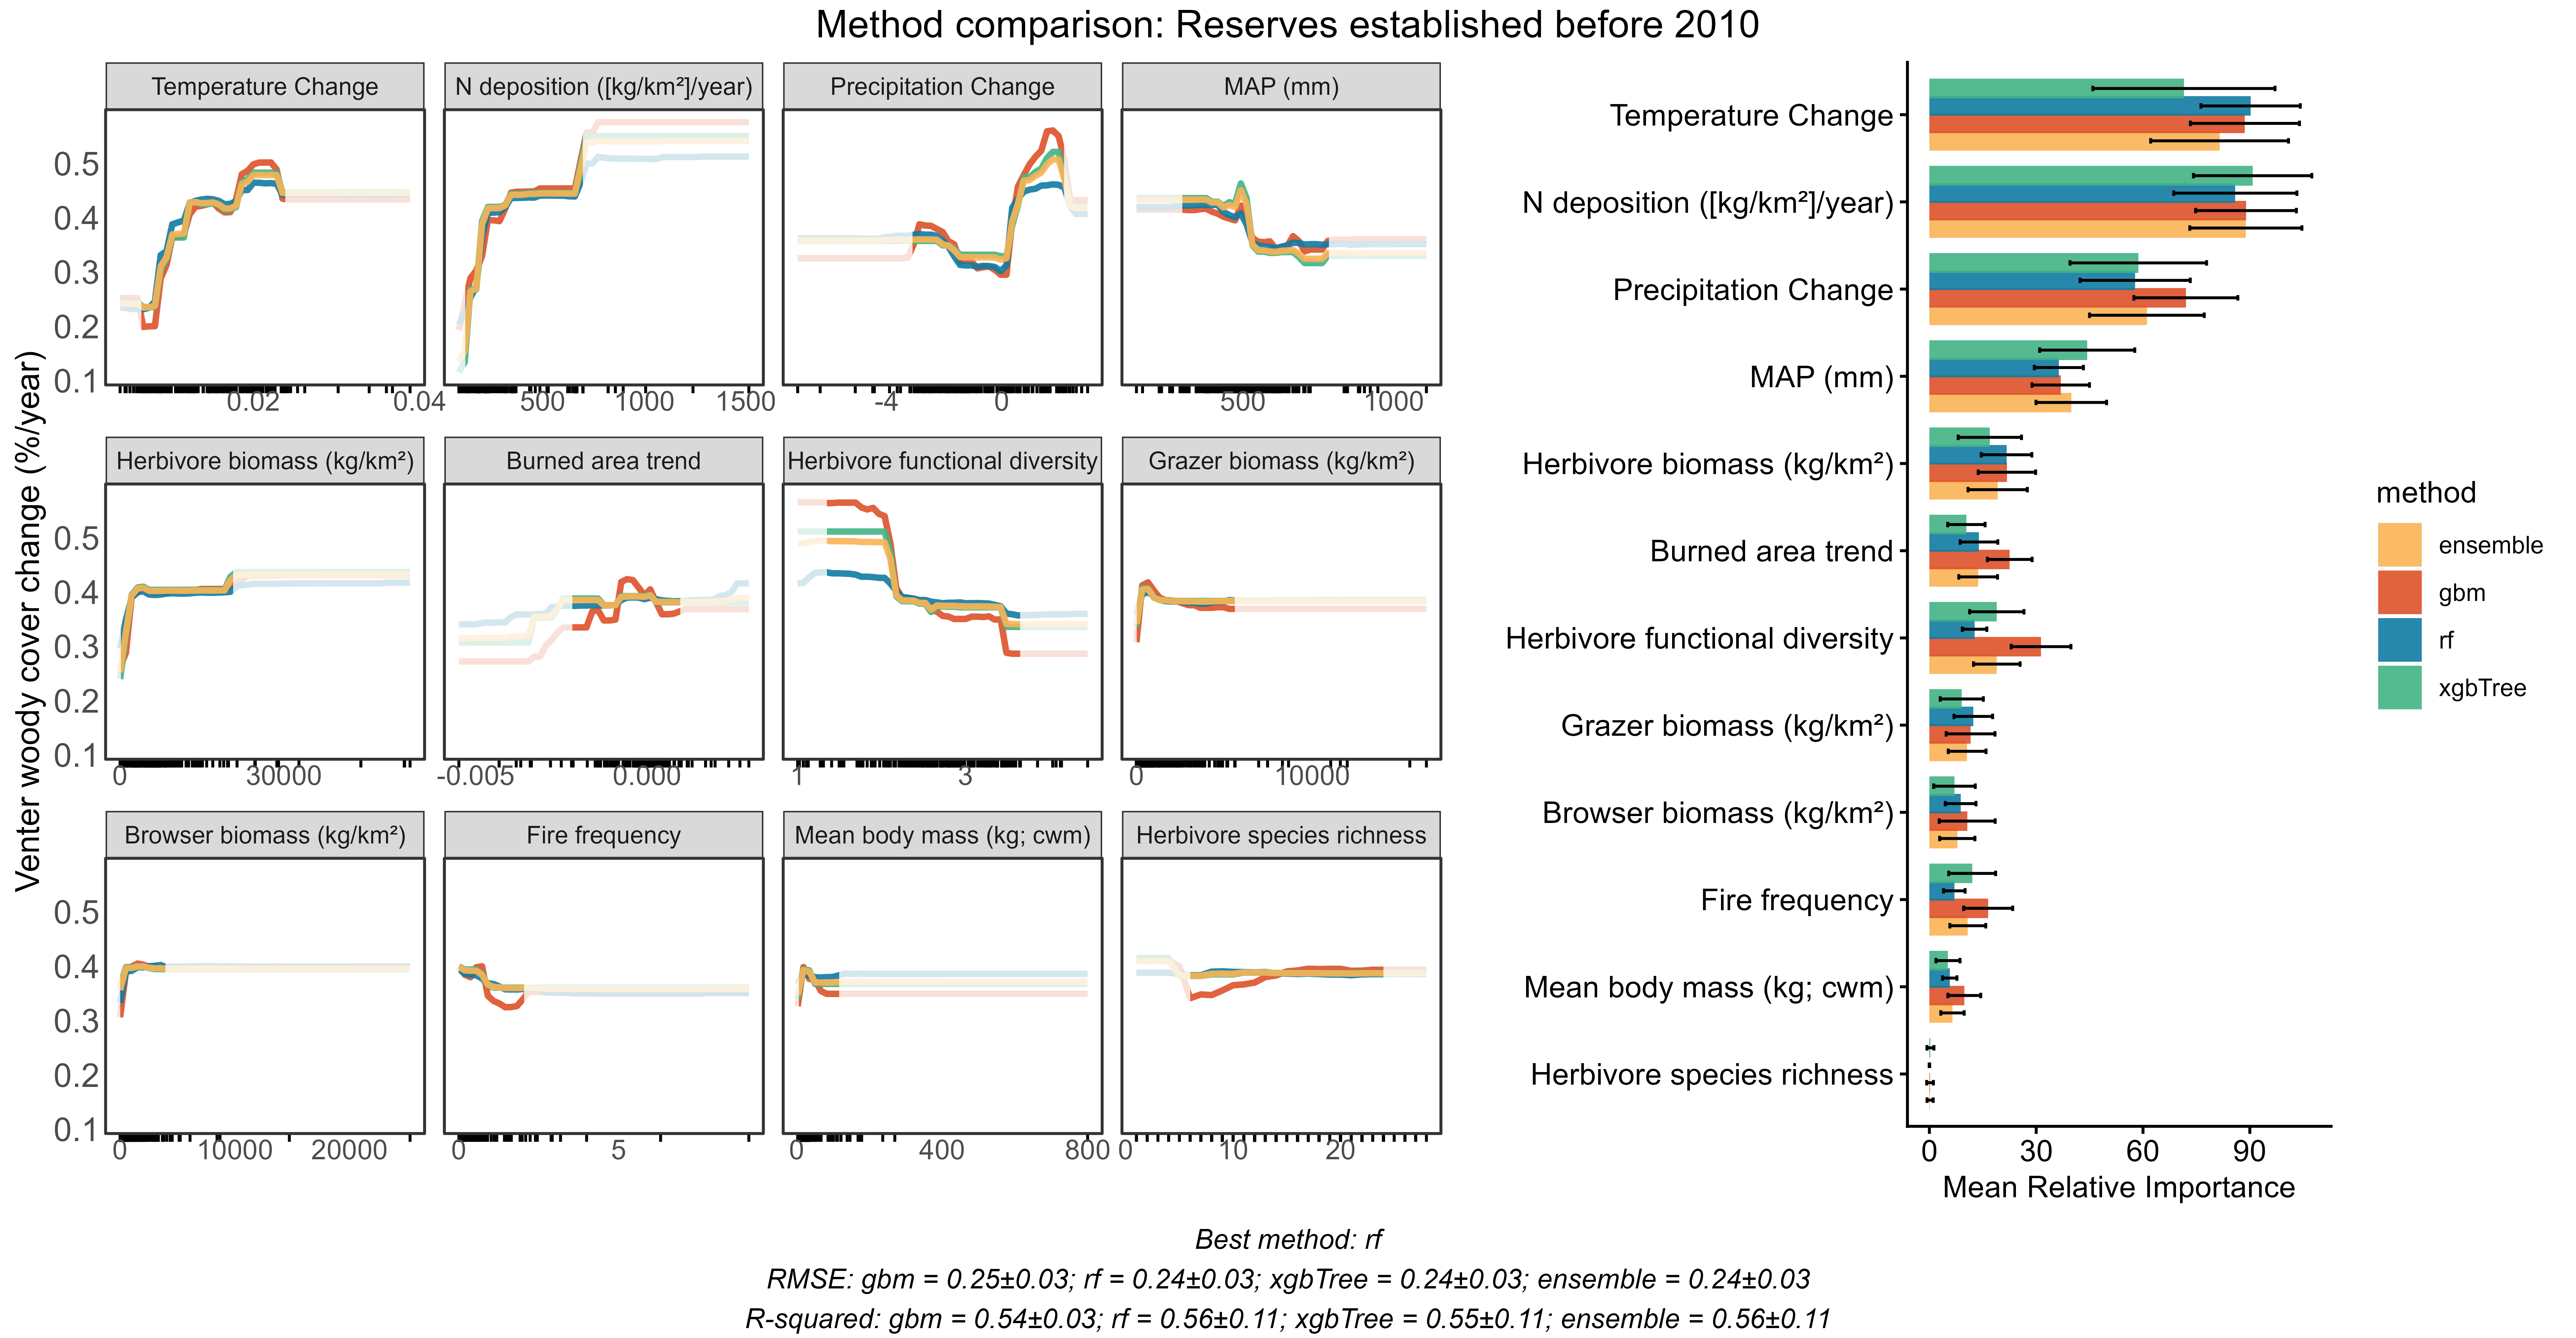 Method comparison: Reserves established before 2010
Temperature Change
N deposition ([kg/km²]/year)
Precipitation Change
MAP (mm)
0.5
0.4
0.3
0.2
0.1
0.02 0.04
500 1000 1500
-4 0
500 1000
Herbivore biomass (kg/km²)
Burned area trend
Herbivore functional diversity
Grazer biomass (kg/km²)
0.5
0.4
0.3
0.2
0.1
0 30000
-0.005 0.000
1 3
0 10000
Browser biomass (kg/km²)
Fire frequency
Mean body mass (kg; cwm)
Herbivore species richness
0.5
0.4
0.3
0.2
0.1
0 10000 20000
0 5
0 400 800
0 10 20
Venter woody cover change (%/year)
Temperature Change
N deposition ([kg/km²]/year)
Precipitation Change
MAP (mm)
Herbivore biomass (kg/km²)
Burned area trend
Herbivore functional diversity
Grazer biomass (kg/km²)
Browser biomass (kg/km²)
Fire frequency
Mean body mass (kg; cwm)
Herbivore species richness
0 30 60 90
Mean Relative Importance
method
ensemble
gbm
rf
xgbTree
Best method: rf
RMSE: gbm = 0.25±0.03; rf = 0.24±0.03; xgbTree = 0.24±0.03; ensemble = 0.24±0.03
R-squared: gbm = 0.54±0.03; rf = 0.56±0.11; xgbTree = 0.55±0.11; ensemble = 0.56±0.11